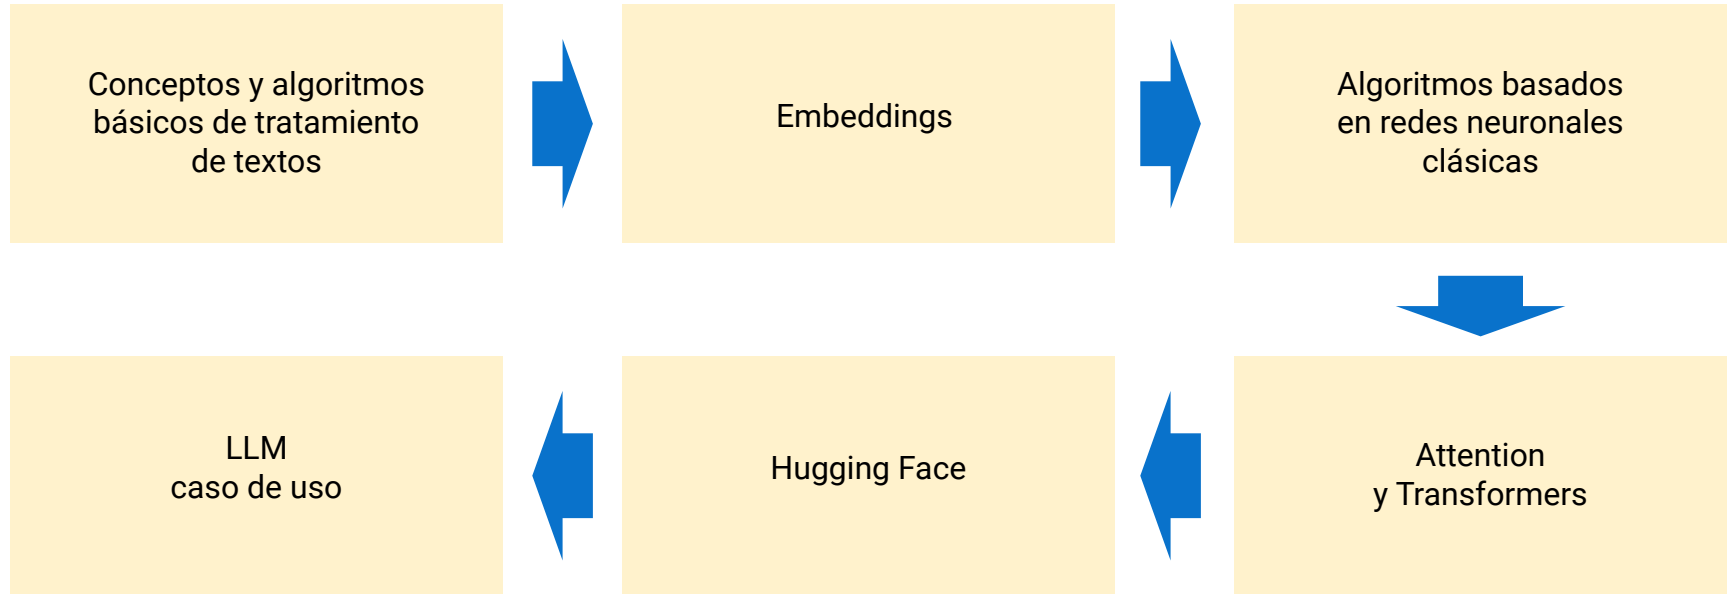 Conceptos y algoritmos
básicos de tratamiento
de textos
Embeddings
Algoritmos basados
en redes neuronales
clásicas
Attention
y Transformers
Hugging Face
LLM
caso de uso